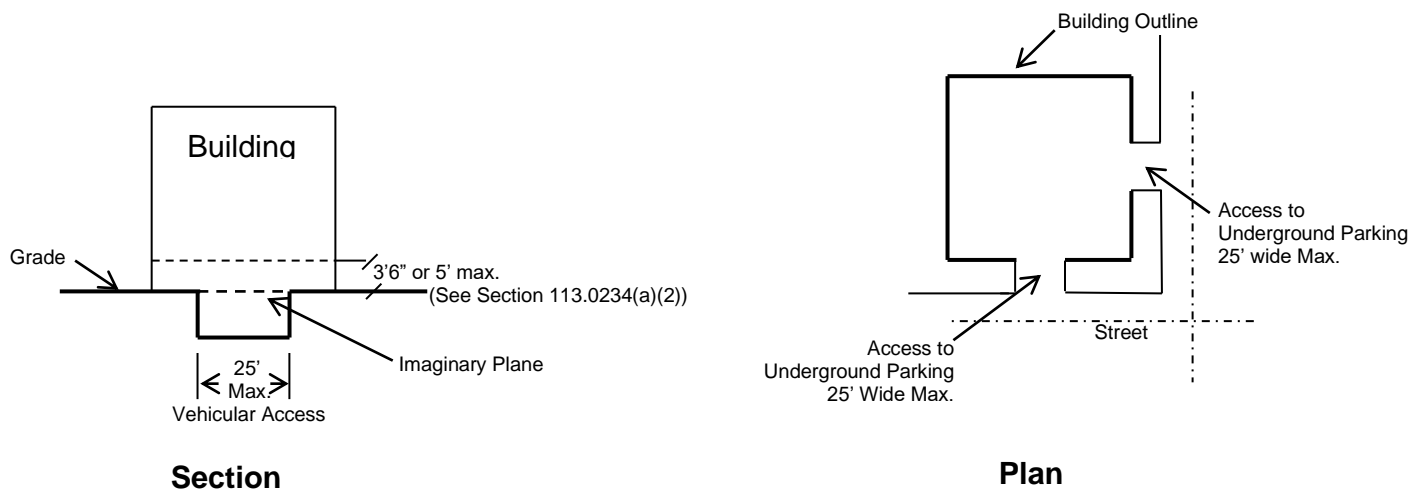 Building
Grade
3’6” or 5’ max.
(See Section 113.0234(a)(2))
Imaginary Plane
25’
Max.
Vehicular Access
Section
Building Outline
Access to
Underground Parking
25’ wide Max.
Street
Access to
Underground Parking
25’ Wide Max.
Plan